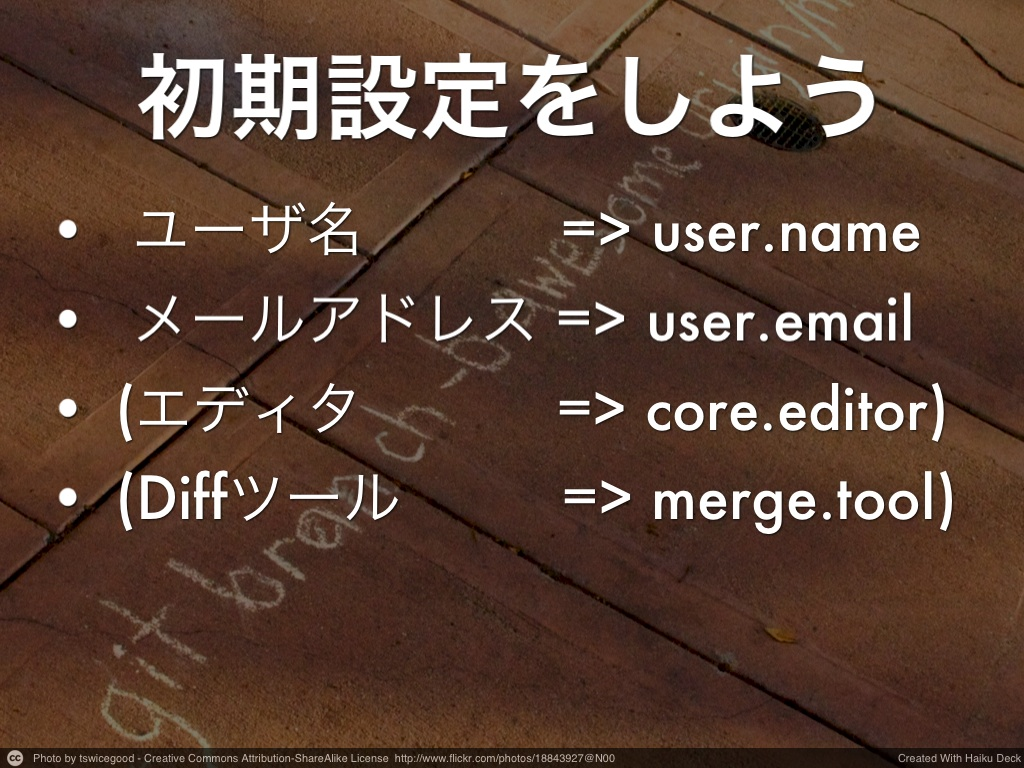 初期設定をしよう
• ユーザ名 => user.name
• メールアドレス => user.email
• (エディタ => core.editor)
• (Diffツール => merge.tool)
git branch -b awesome
Photo by tswicegood - Creative Commons Attribution-ShareAlike License http://www.flickr.com/photos/18843927@N00
Created With Haiku Deck